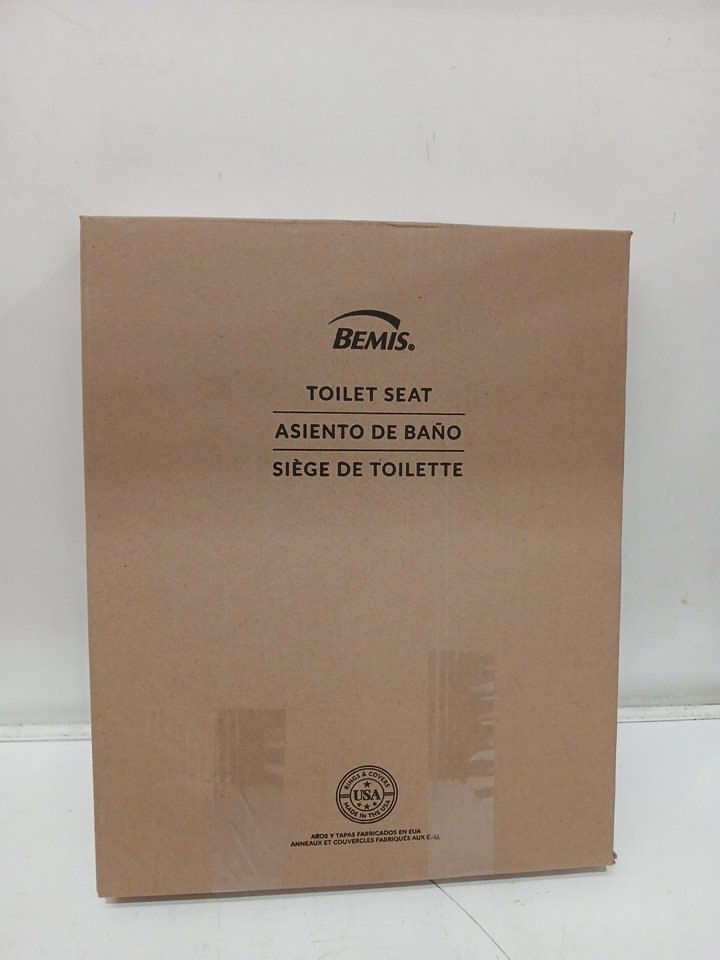 BEMIS®
TOILET SEAT
ASIENTO DE BAÑO
SIÈGE DE TOILETTE
RINGS & COVERS
USA
MADE IN THE USA
AROS Y TAPAS FABRICADOS EN EUA
ANNEAUX ET COUVERCLES FABRIQUÉS AUX É.-U.